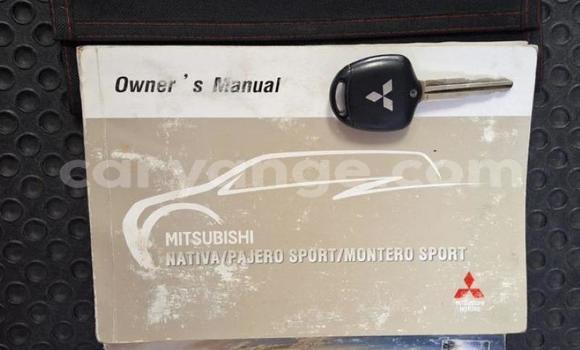 Owner's Manual
caryange.com
MITSUBISHI
NATIVA/PAJERO SPORT/MONTERO SPORT
MITSUBISHI
MOTORS